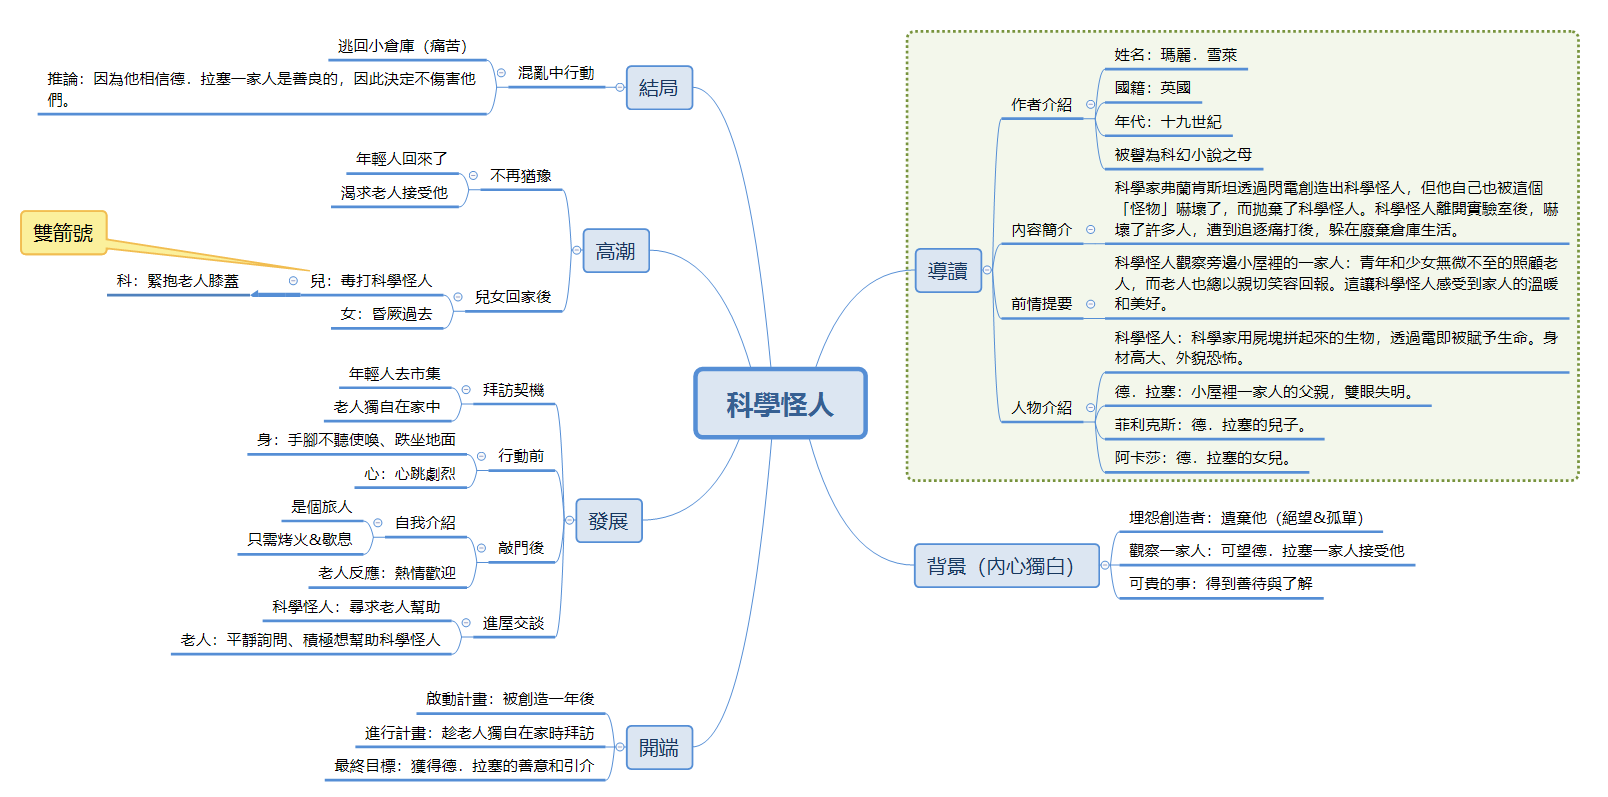 科學怪人
導讀
作者介紹
姓名：瑪麗．雪萊
國籍：英國
年代：十九世紀
被譽為科幻小說之母
內容簡介
科學家弗蘭肯斯坦透過閃電創造出科學怪人，但他自己也被這個
「怪物」嚇壞了，而拋棄了科學怪人。科學怪人離開實驗室後，嚇
壞了許多人，遭到追逐痛打後，躲在廢棄倉庫生活。
前情提要
科學怪人觀察旁邊小屋裡的一家人：青年和少女無微不至的照顧老
人，而老人也總以親切笑容回報。這讓科學怪人感受到家人的溫暖
和美好。
人物介紹
科學怪人：科學家用屍塊拼起來的生物，透過電即被賦予生命。身
材高大、外貌恐怖。
德．拉塞：小屋裡一家人的父親，雙眼失明。
菲利克斯：德．拉塞的兒子。
阿卡莎：德．拉塞的女兒。
背景（內心獨白）
埋怨創造者：遺棄他（絕望&孤單）
觀察一家人：可望德．拉塞一家人接受他
可貴的事：得到善待與了解
開端
啟動計畫：被創造一年後
進行計畫：趁老人獨自在家時拜訪
最終目標：獲得德．拉塞的善意和引介
發展
拜訪契機
年輕人去市集
老人獨自在家中
行動前
身：手腳不聽使喚、跌坐地面
心：心跳劇烈
敲門後
自我介紹
是個旅人
只需烤火&歇息
老人反應：熱情歡迎
進屋交談
科學怪人：尋求老人幫助
老人：平靜詢問、積極想幫助科學怪人
高潮
不再猶豫
年輕人回來了
渴求老人接受他
兒女回家後
兒：毒打科學怪人
科：緊抱老人膝蓋
雙箭號
女：昏厥過去
結局
混亂中行動
逃回小倉庫（痛苦）
推論：因為他相信德．拉塞一家人是善良的，因此決定不傷害他
們。